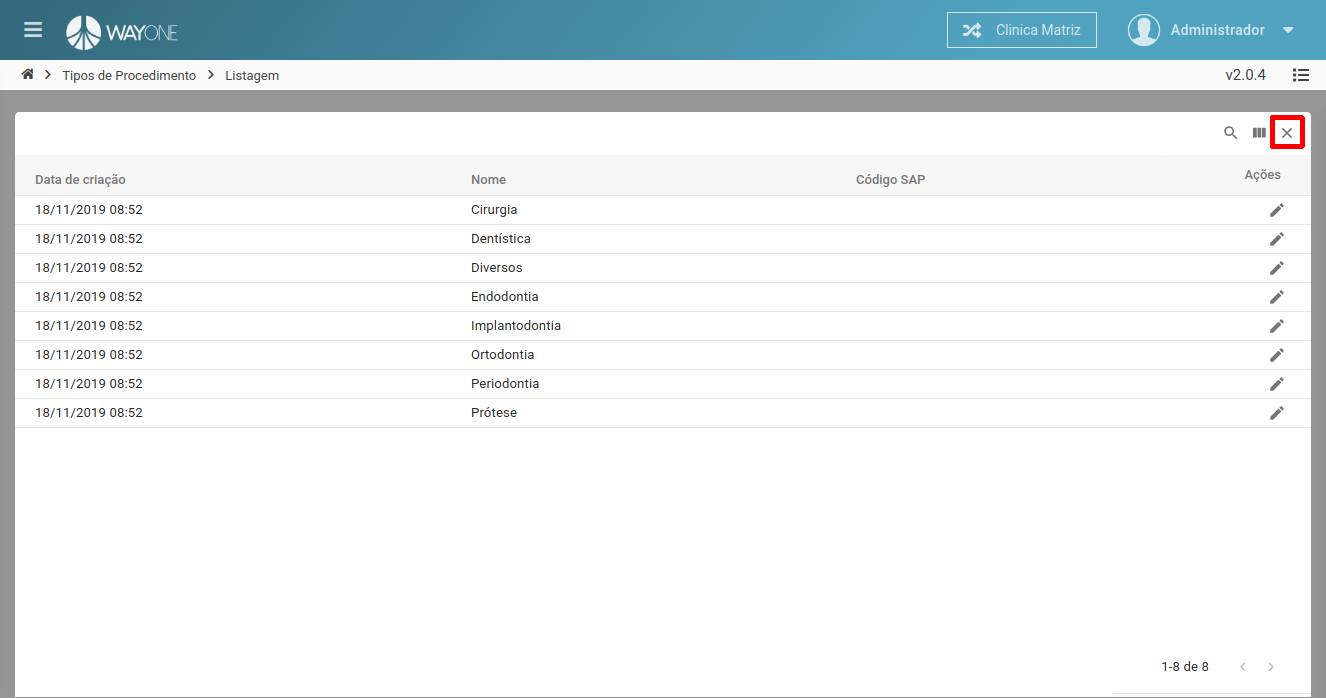 WAYONE
Clinica Matriz
Administrador
Tipos de Procedimento
Listagem
v2.0.4
Data de criação Nome Código SAP Ações
18/11/2019 08:52 Cirurgia
18/11/2019 08:52 Dentística
18/11/2019 08:52 Diversos
18/11/2019 08:52 Endodontia
18/11/2019 08:52 Implantodontia
18/11/2019 08:52 Ortodontia
18/11/2019 08:52 Periodontia
18/11/2019 08:52 Prótese
1-8 de 8